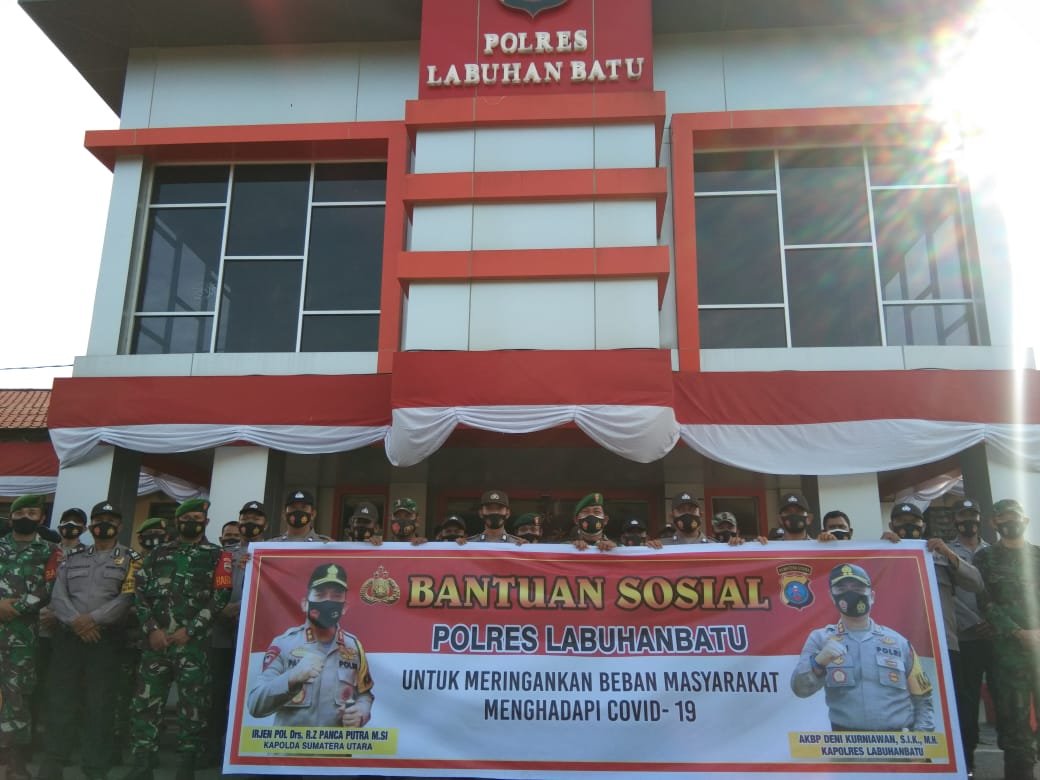 POLRES
LABUHAN BATU
BANTUAN SOSIAL
POLRES LABUHANBATU
UNTUK MERINGANKAN BEBAN MASYARAKAT
MENGHADAPI COVID- 19
IRJEN POL Drs. R.Z PANCA PUTRA M.SI
KAPOLDA SUMATERA UTARA
AKBP DENI KURNIAWAN, S.I.K., M.H.
KAPOLRES LABUHANBATU